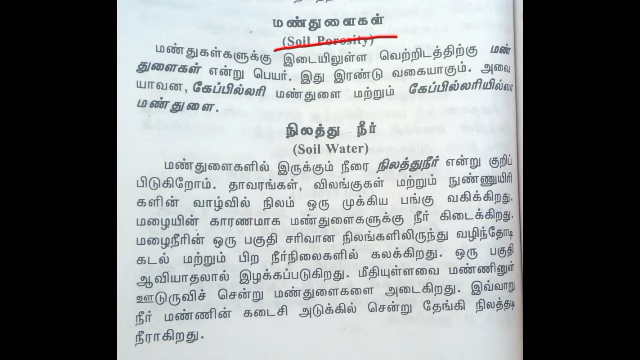 மண்துளைகள்
(Soil Porosity)
மண்துகள்களுக்கு இடையிலுள்ள வெற்றிடத்திற்கு மண்
துளைகள் என்று பெயர். இது இரண்டு வகையாகும். அவை
யாவன, கேப்பில்லரி மண்துளை மற்றும் கேப்பில்லரியில்லா
மண்துளை.
நிலத்து நீர்
(Soil Water)
மண்துளைகளில் இருக்கும் நீரை நிலத்துநீர் என்று குறிப்
பிடுகிறோம். தாவரங்கள், விலங்குகள் மற்றும் நுண்ணுயிரி
களின் வாழ்வில் நிலம் ஒரு முக்கிய பங்கு வகிக்கிறது.
மழையின் காரணமாக மண்துளைகளுக்கு நீர் கிடைக்கிறது.
மழைநீரின் ஒரு பகுதி சரிவான நிலங்களிலிருந்து வழிந்தோடி
கடல் மற்றும் பிற நீர்நிலைகளில் கலக்கிறது. ஒரு பகுதி
ஆவியாதலால் இழக்கப்படுகிறது. மீதியுள்ளவை மண்ணினுள்
ஊடுருவிச் சென்று மண்துளைகளை அடைகிறது. இவ்வாறு
நீர் மண்ணின் கடைசி அடுக்கில் சென்று தேங்கி நிலத்தடி
நீராகிறது.